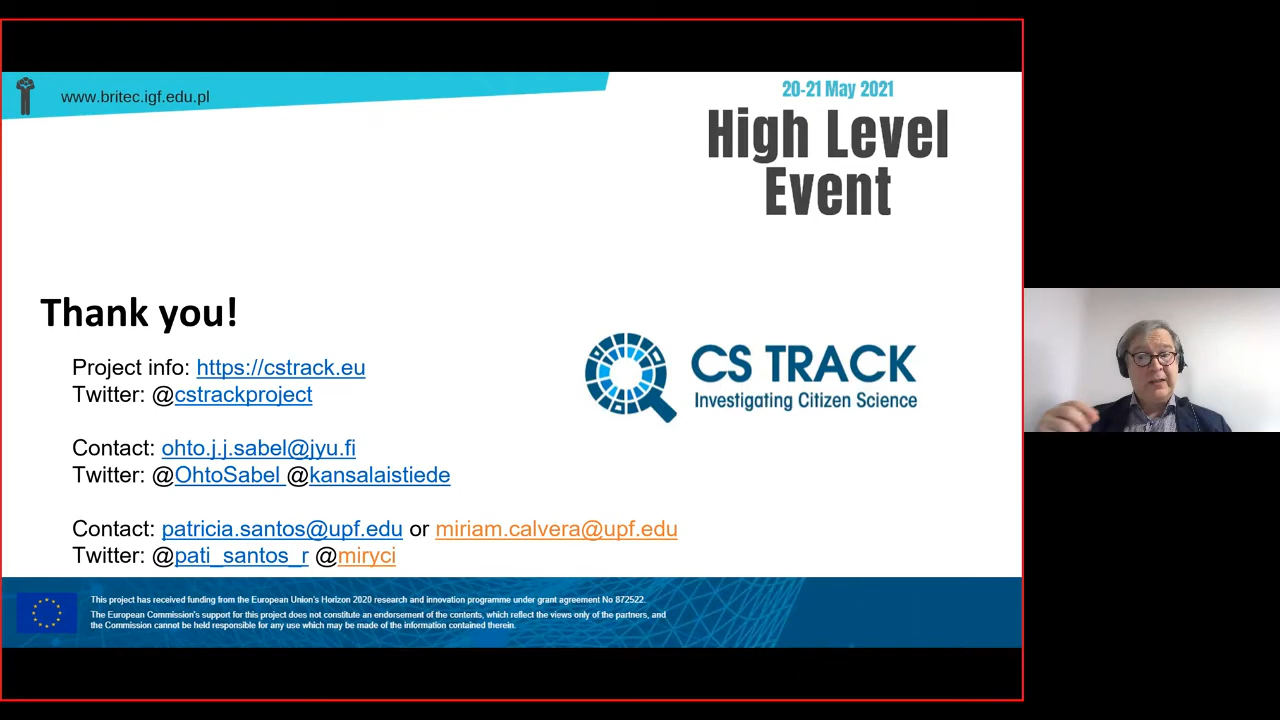 www.britec.igf.edu.pl
20-21 May 2021
High Level
Event
Thank you!
Project info: https://cstrack.eu
Twitter: @cstrackproject
CS TRACK
Investigating Citizen Science
Contact: ohto.j.j.sabel@jyu.fi
Twitter: @OhtoSabel @kansalaistiede
Contact: patricia.santos@upf.edu or miriam.calvera@upf.edu
Twitter: @pati_santos_r @miryci
This project has received funding from the European Union's Horizon 2020 research and innovation programme under grant agreement No 872522.
The European Commission's support for this project does not constitute an endorsement of the contents, which reflect the views only of the partners, and
the Commission cannot be held responsible for any use which may be made of the information contained therein.